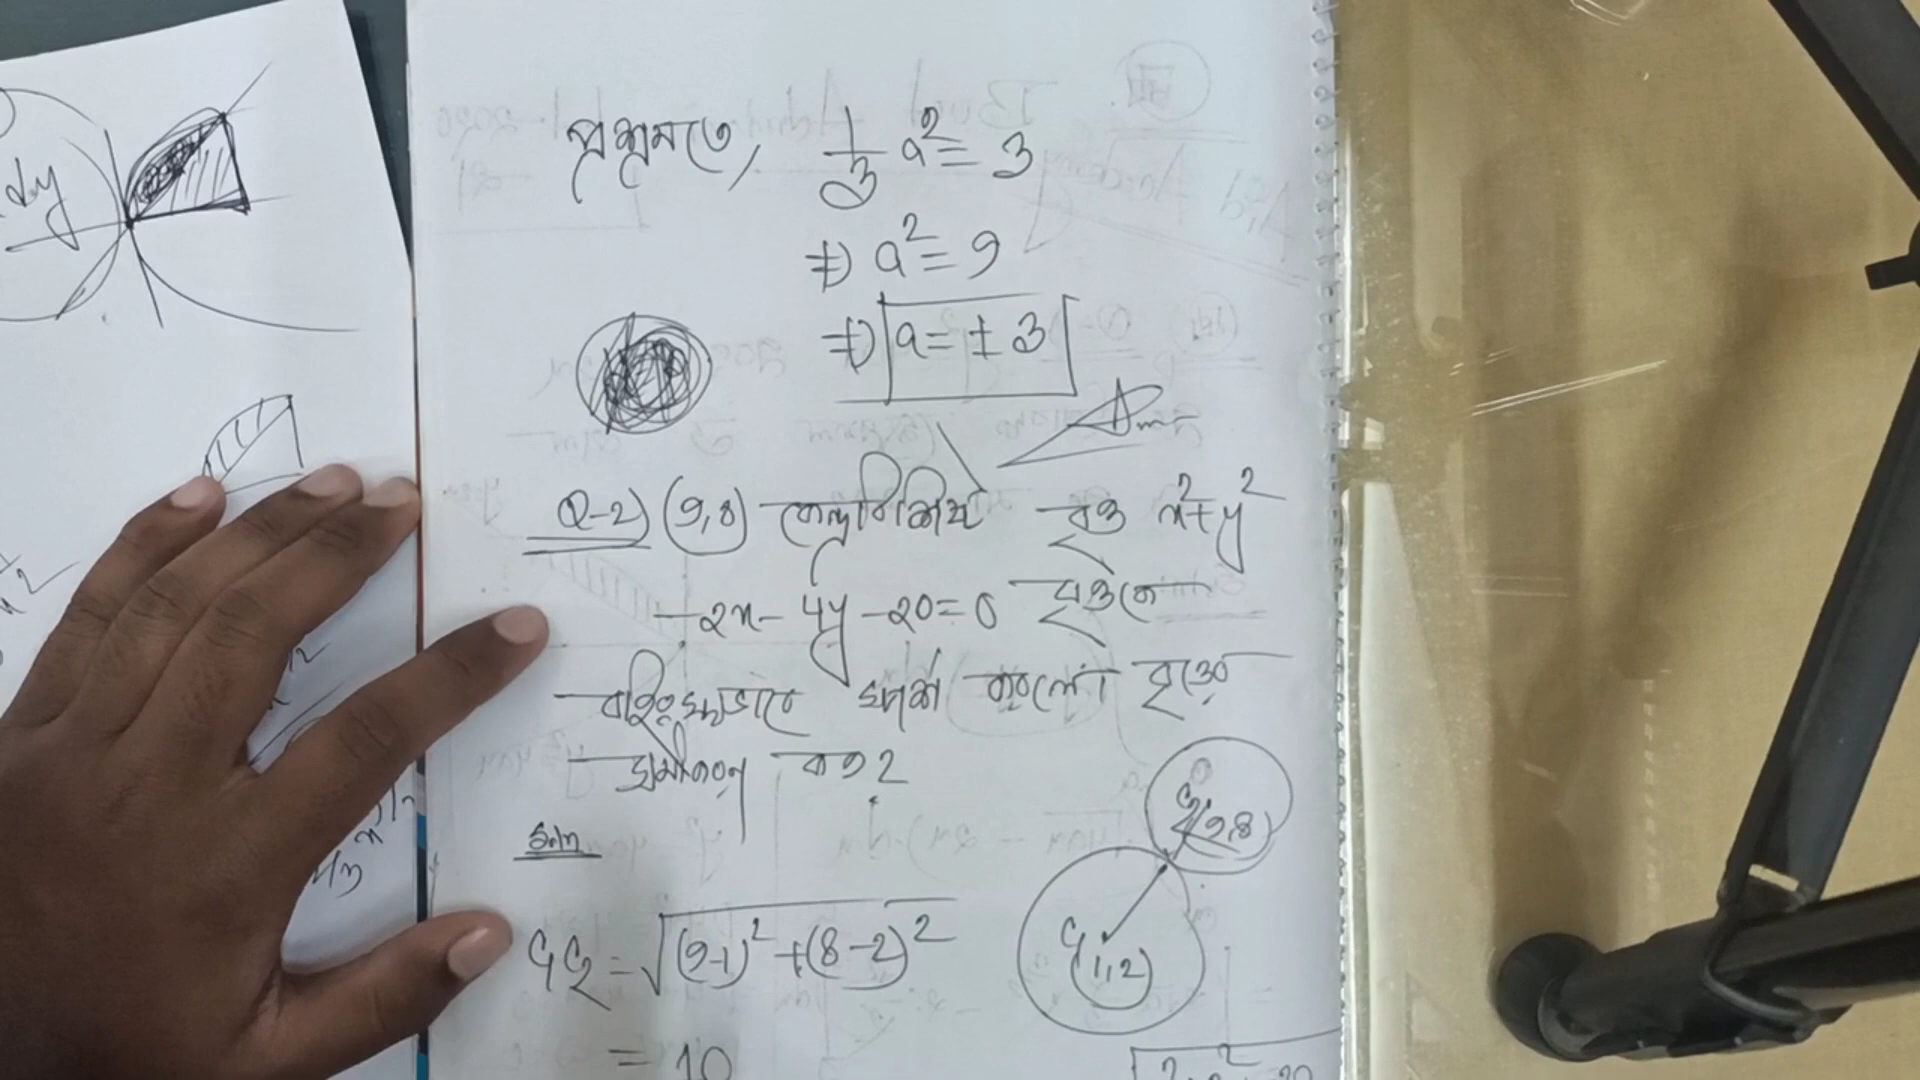 প্রশ্নমতে, 1/3 a² = 3
⇒ a² = 9
⇒ a = ± 3
Q-2) (9,8) কেন্দ্রবিশিষ্ট বৃত্ত x² + y²
-2x - 4y - 20 = 0 বৃত্তকে
বহিঃস্থভাবে স্পর্শ করলে। বৃত্তের
সমীকরণ কত?
C₂(9,8)
Soln
C₁(1,2)
C₁C₂ = √(9-1)² + (8-2)²
= 10